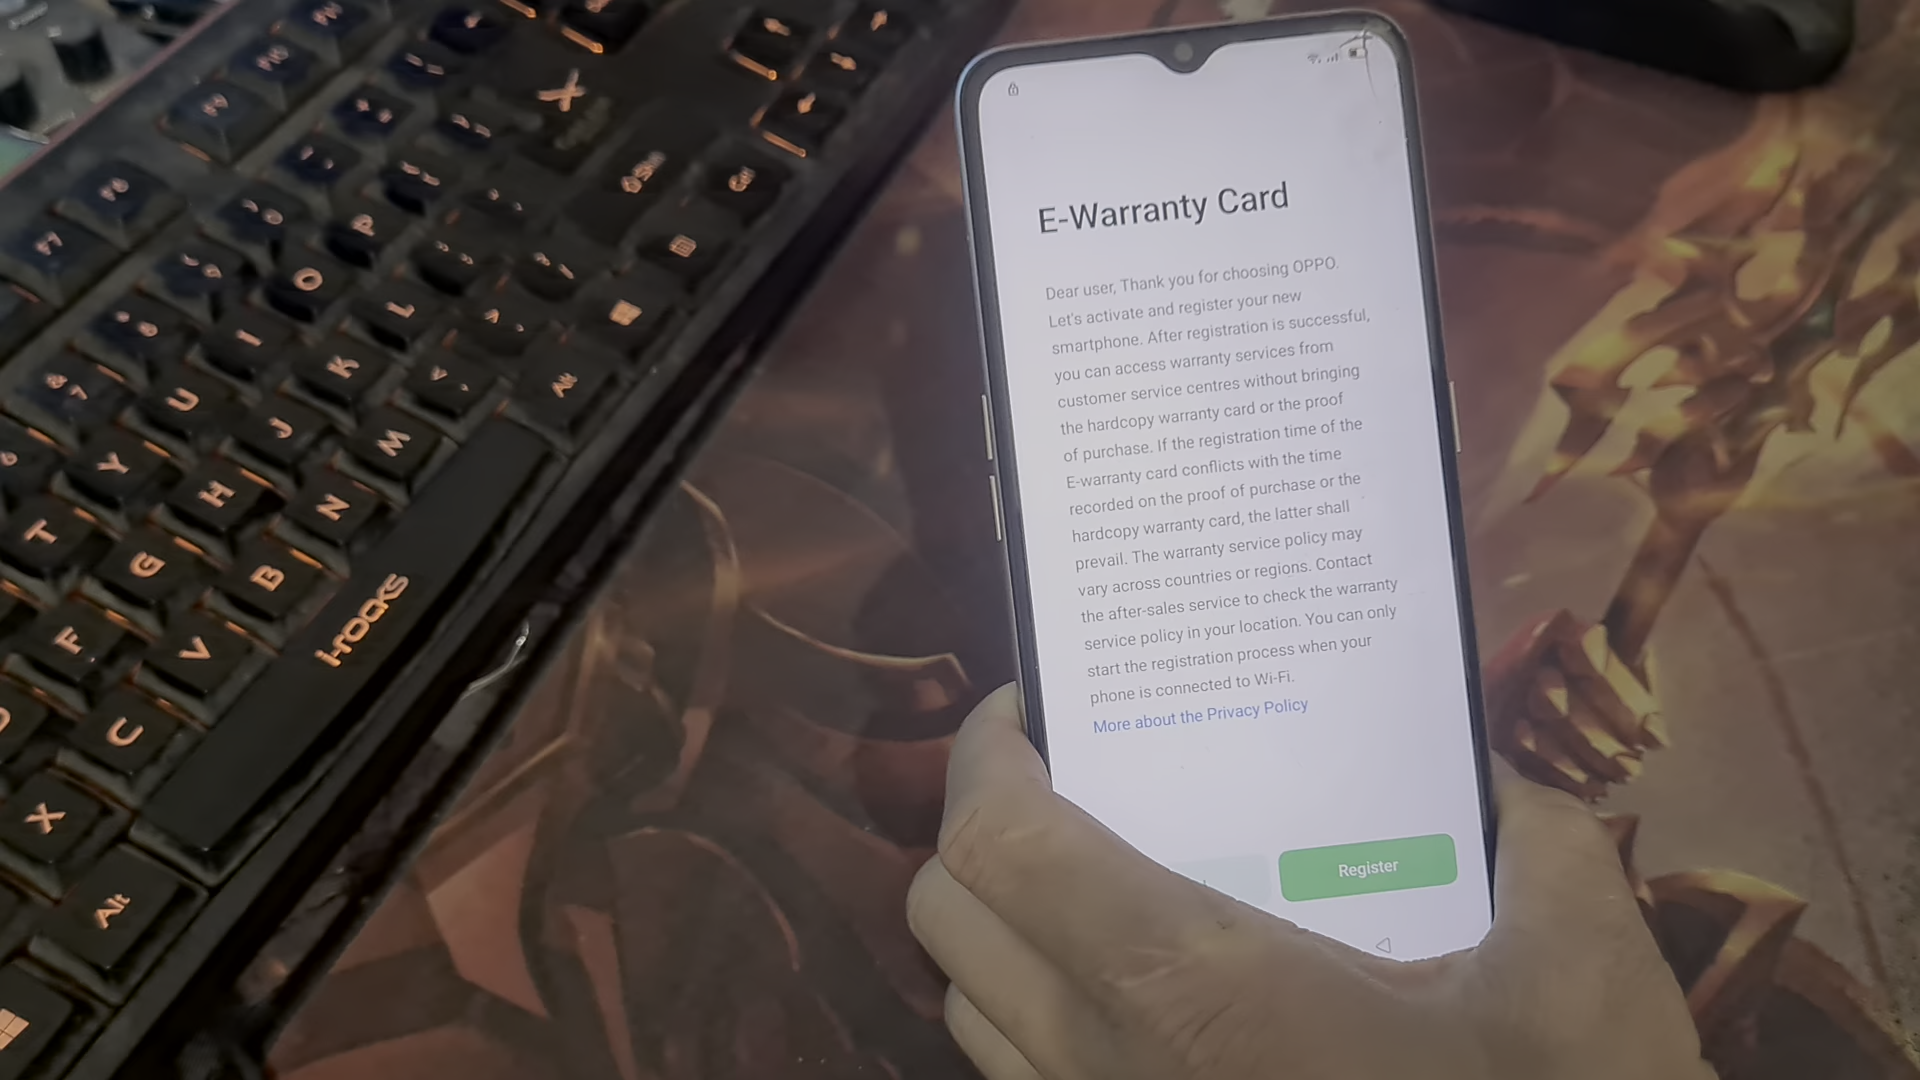 E-Warranty Card
Dear user, Thank you for choosing OPPO.
Let's activate and register your new
smartphone. After registration is successful,
you can access warranty services from
customer service centres without bringing
the hardcopy warranty card or the proof
of purchase. If the registration time of the
E-warranty card conflicts with the time
recorded on the proof of purchase or the
hardcopy warranty card, the latter shall
prevail. The warranty service policy may
vary across countries or regions. Contact
the after-sales service to check the warranty
service policy in your location. You can only
start the registration process when your
phone is connected to Wi-Fi.
More about the Privacy Policy
Register
i-rocks
F7
P
O
L
I
K
Alt
U
J
M
Y
H
N
T
G
B
F
V
C
X
Alt